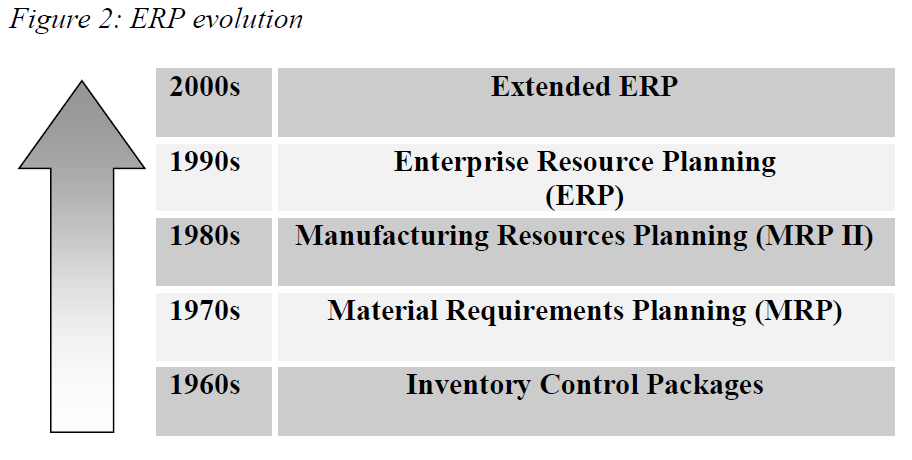 Figure 2: ERP evolution
2000s Extended ERP
1990s Enterprise Resource Planning
(ERP)
1980s Manufacturing Resources Planning (MRP II)
1970s Material Requirements Planning (MRP)
1960s Inventory Control Packages